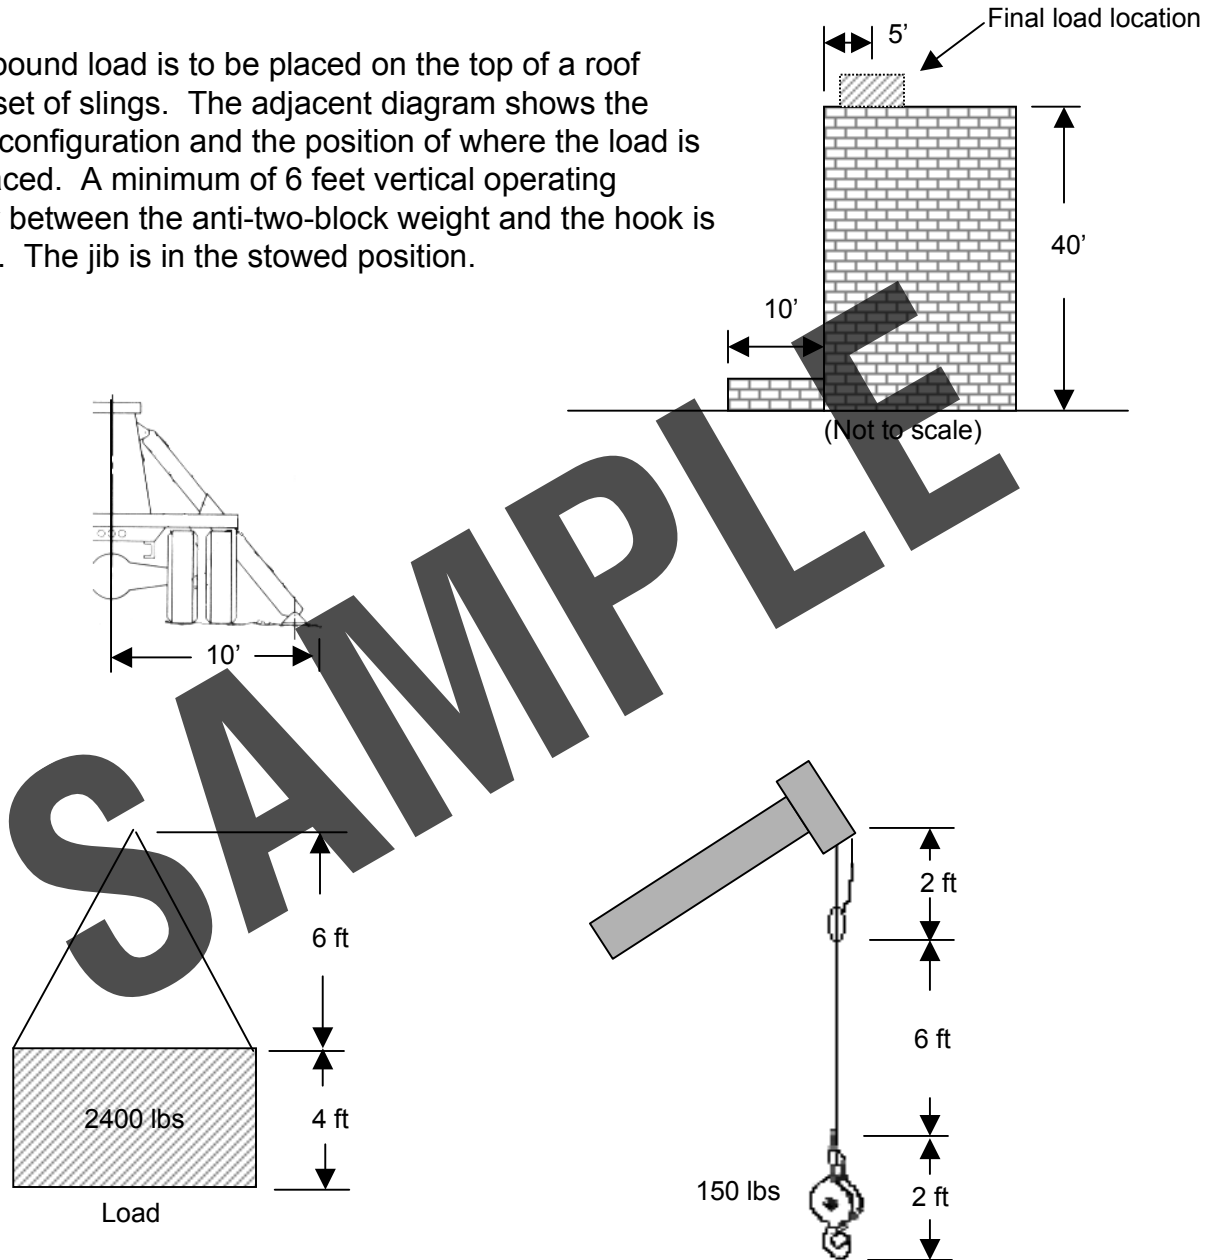 Final load location
5’
ound load is to be placed on the top of a roof
set of slings. The adjacent diagram shows the
configuration and the position of where the load is
aced. A minimum of 6 feet vertical operating
between the anti-two-block weight and the hook is
. The jib is in the stowed position.
40’
10’
(Not to scale)
10’
SAMPLE
2 ft
6 ft
6 ft
2400 lbs
4 ft
150 lbs
2 ft
Load